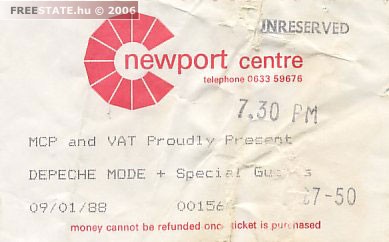 FREESTATE.hu © 2006
UNRESERVED
newport centre
telephone 0633 59676
7.30 PM
MCP and VAT Proudly Present
DEPECHE MODE + Special Guests
09/01/88 00156 £7-50
money cannot be refunded once ticket is purchased